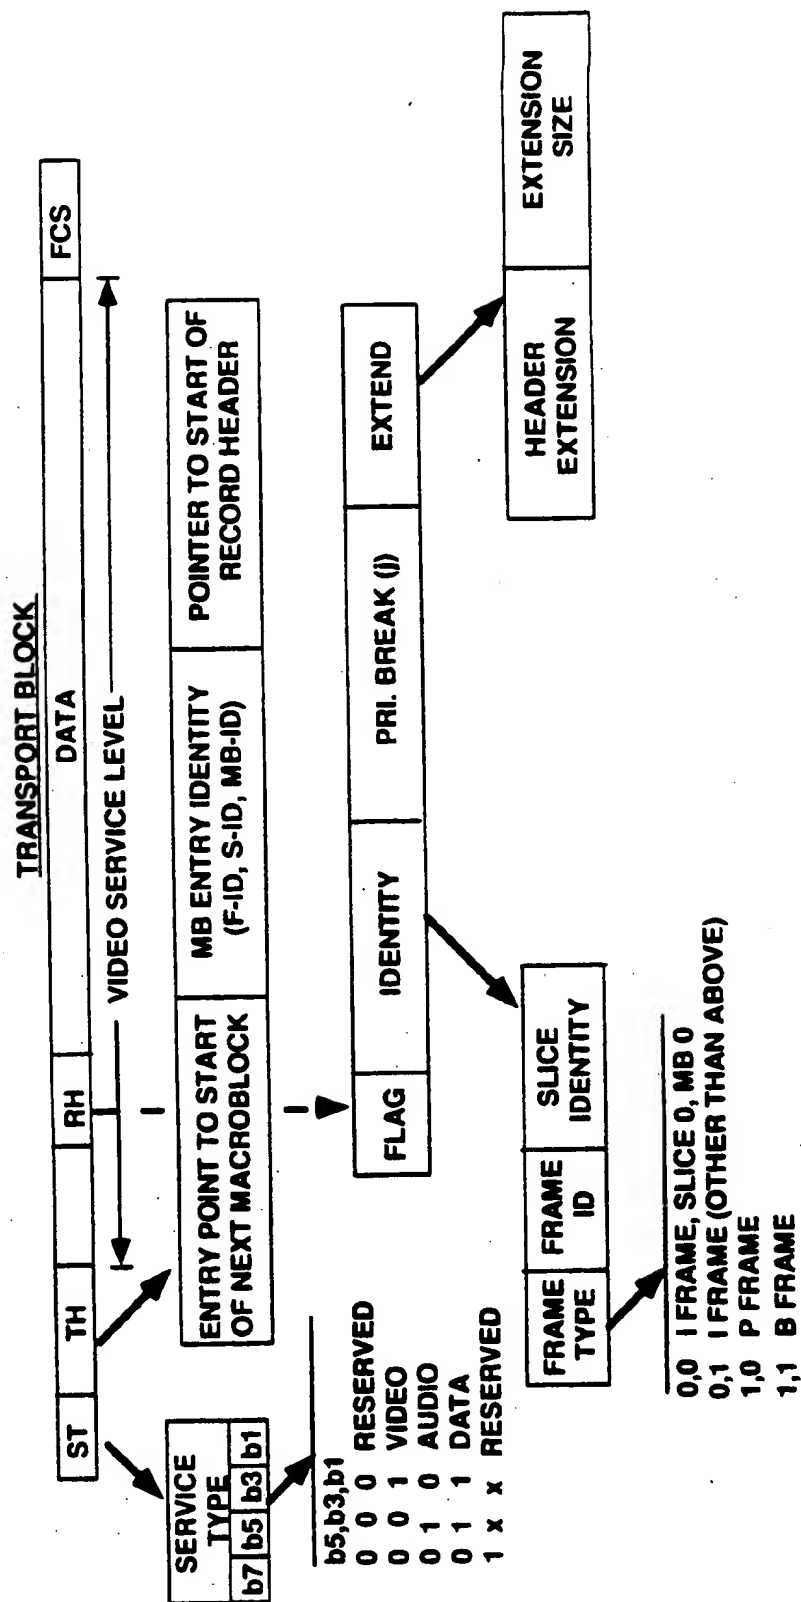 TRANSPORT BLOCK
ST
TH
RH
DATA
FCS
VIDEO SERVICE LEVEL
SERVICE
TYPE
b7 b5 b3 b1
ENTRY POINT TO START
OF NEXT MACROBLOCK
MB ENTRY IDENTITY
(F-ID, S-ID, MB-ID)
POINTER TO START OF
RECORD HEADER
b5,b3,b1
0 0 0 RESERVED
0 0 1 VIDEO
0 1 0 AUDIO
0 1 1 DATA
1 x x RESERVED
FLAG
IDENTITY
PRI. BREAK (j)
EXTEND
FRAME
TYPE
FRAME
ID
SLICE
IDENTITY
HEADER
EXTENSION
EXTENSION
SIZE
0,0 I FRAME, SLICE 0, MB 0
0,1 I FRAME (OTHER THAN ABOVE)
1,0 P FRAME
1,1 B FRAME